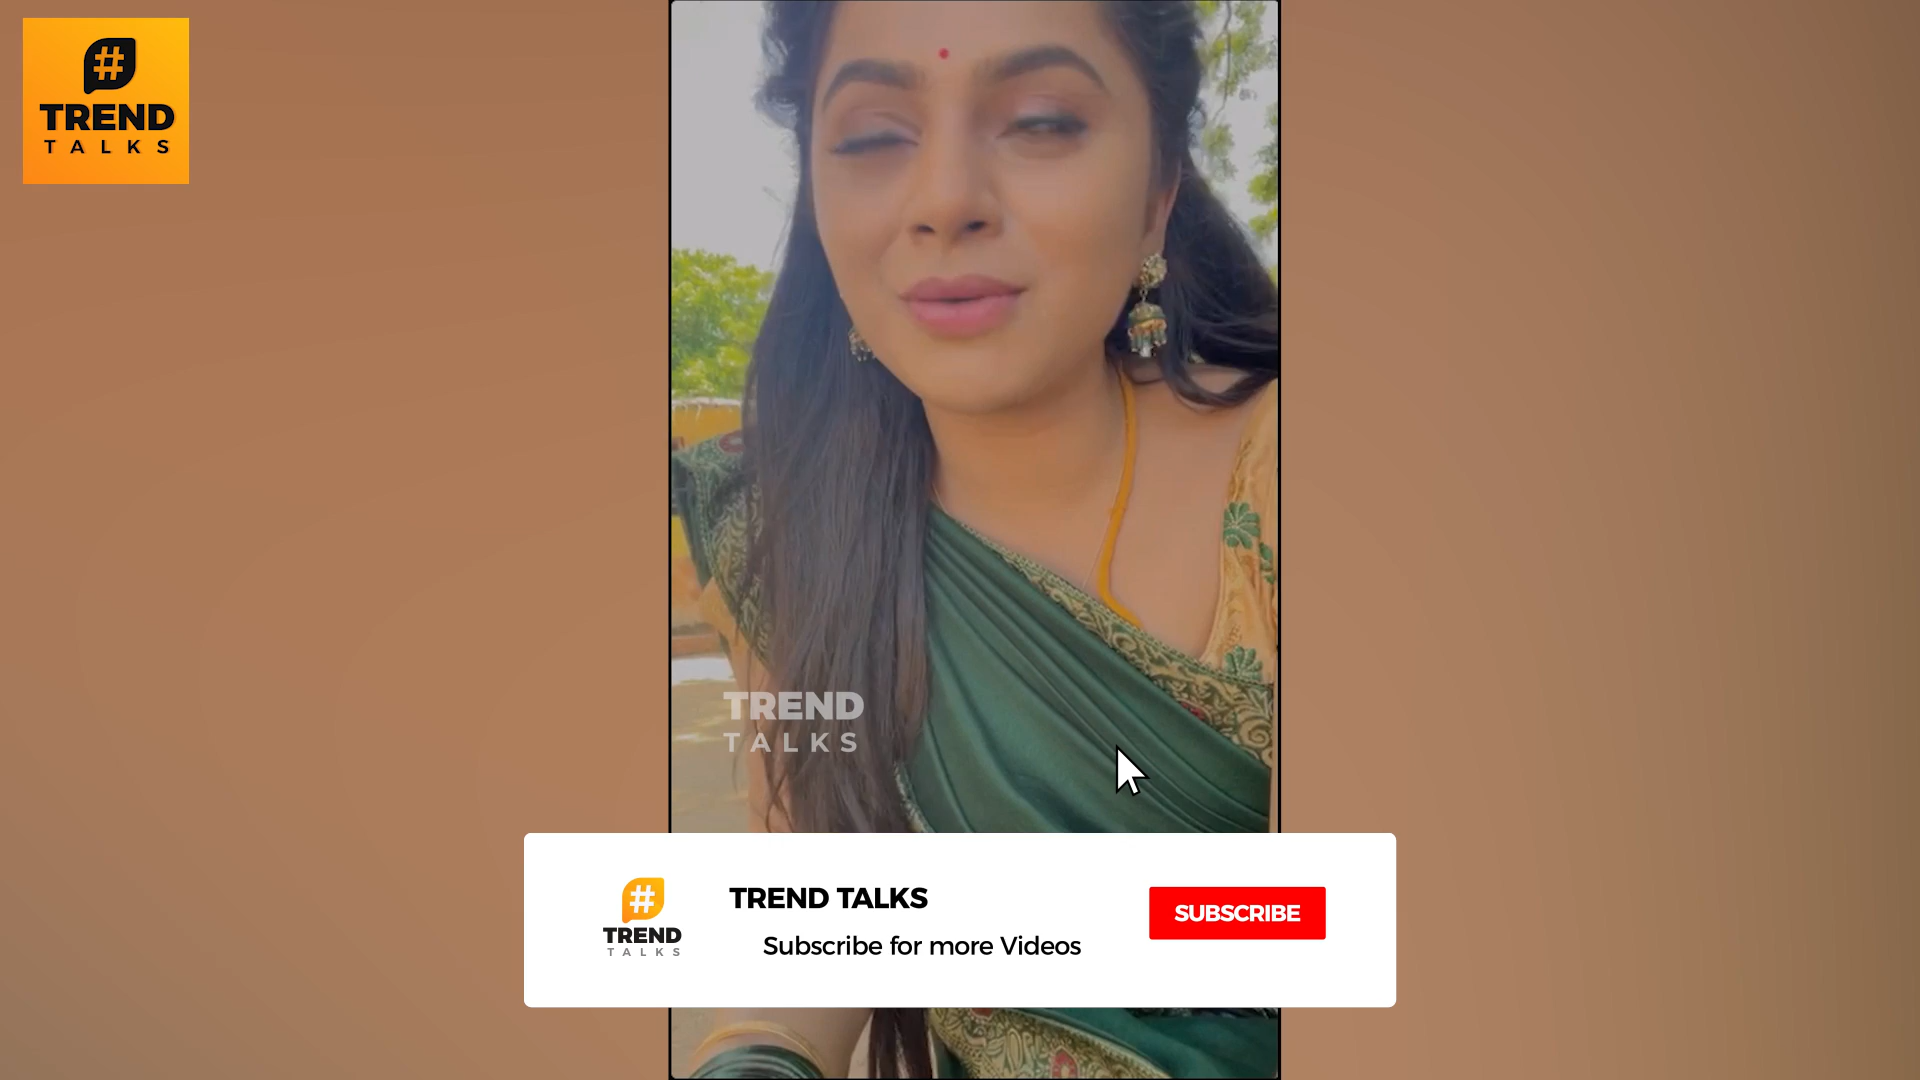 #
TREND
TALKS
TREND
TALKS
#
TREND
TALKS
TREND TALKS
Subscribe for more Videos
SUBSCRIBE